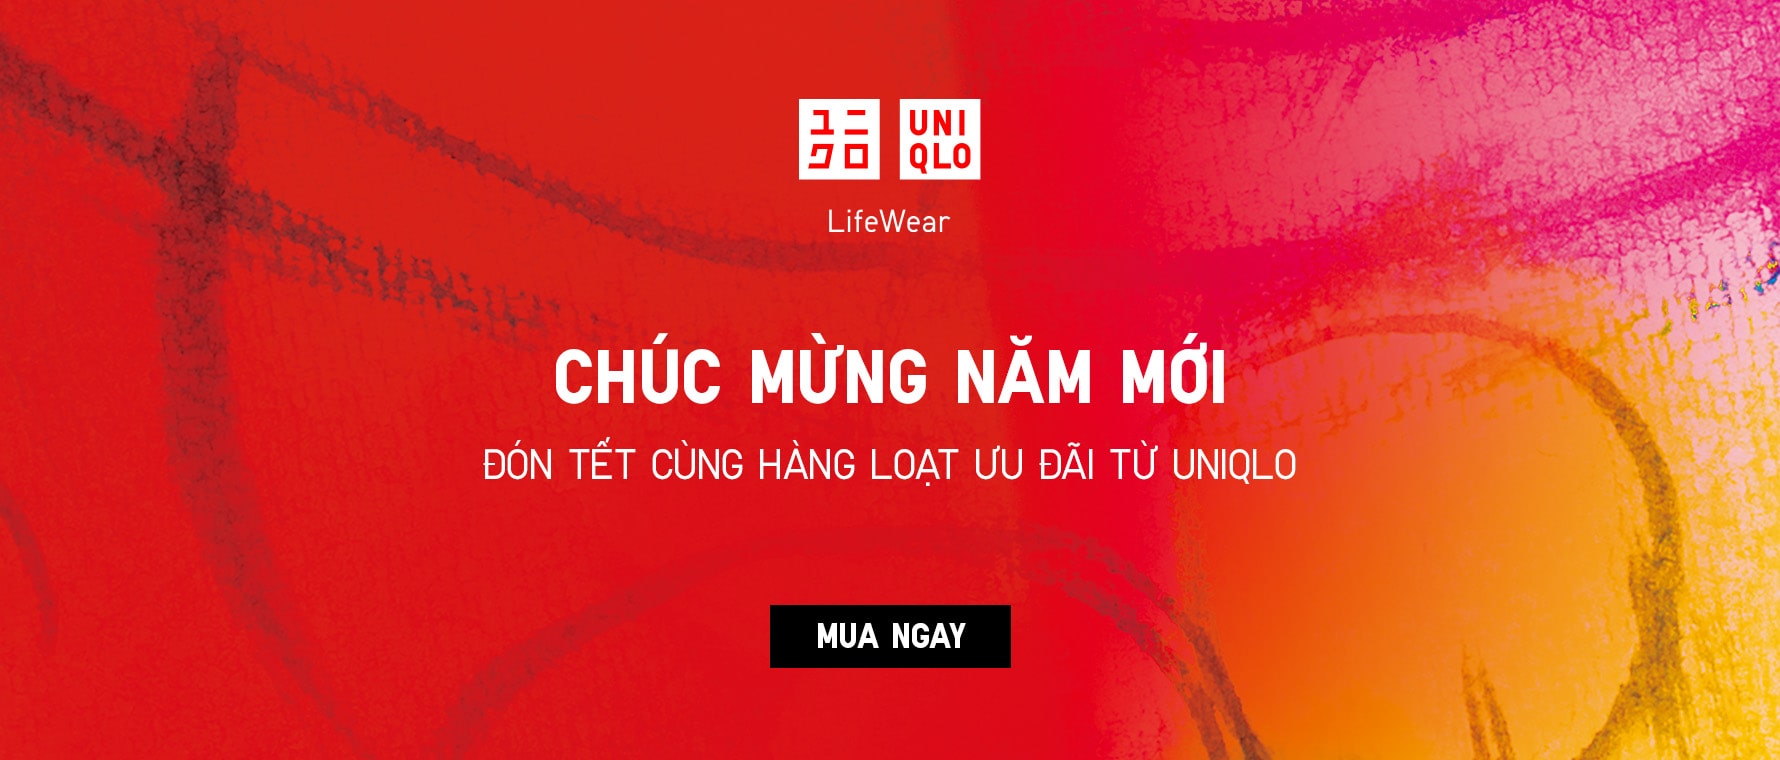 ユニ UNI
クロ QLO
LifeWear
CHÚC MỪNG NĂM MỚI
ĐÓN TẾT CÙNG HÀNG LOẠT ƯU ĐÃI TỪ UNIQLO
MUA NGAY